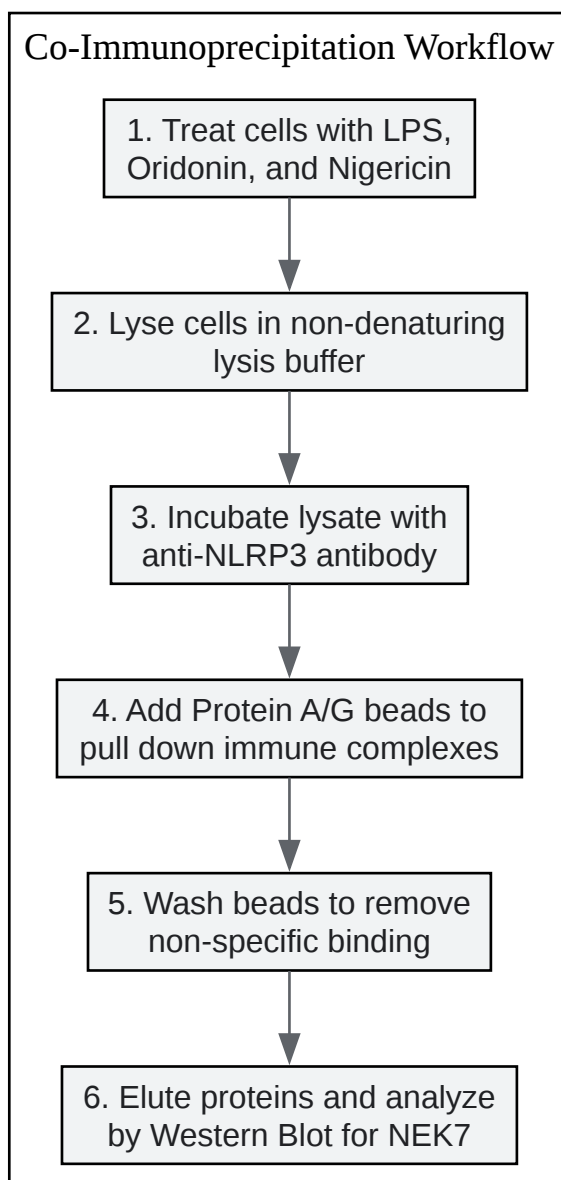 Co-Immunoprecipitation Workflow
1. Treat cells with LPS,
Oridonin, and Nigericin
2. Lyse cells in non-denaturing
lysis buffer
3. Incubate lysate with
anti-NLRP3 antibody
4. Add Protein A/G beads to
pull down immune complexes
5. Wash beads to remove
non-specific binding
6. Elute proteins and analyze
by Western Blot for NEK7